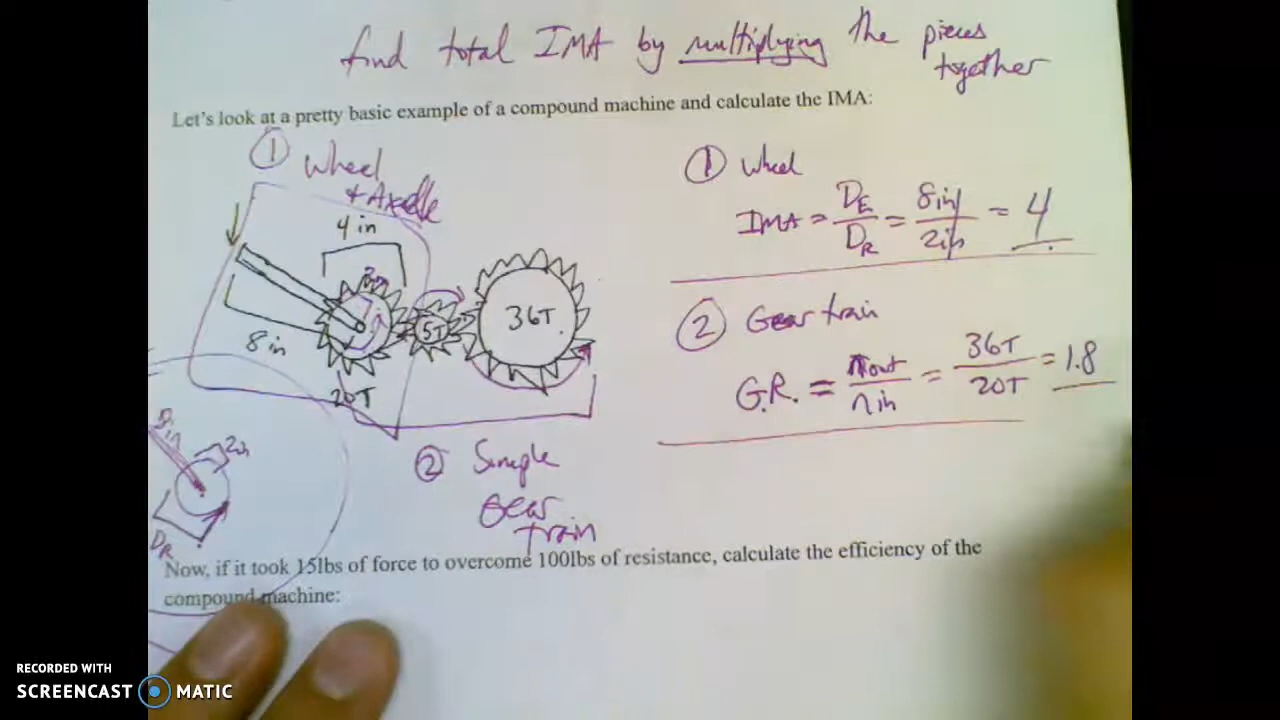 find total IMA by multiplying the pieces
together
Let's look at a pretty basic example of a compound machine and calculate the IMA:
① Wheel
+ Axle
4 in
2in
8 in
20T
5T
36T
② Simple
Gear
train
8in
2in
DR
① Wheel
IMA = DE/DR = 8in/2in = 4
② Gear train
G.R. = nout/nin = 36T/20T = 1.8
Now, if it took 15lbs of force to overcome 100lbs of resistance, calculate the efficiency of the
compound machine:
RECORDED WITH
SCREENCAST MATIC